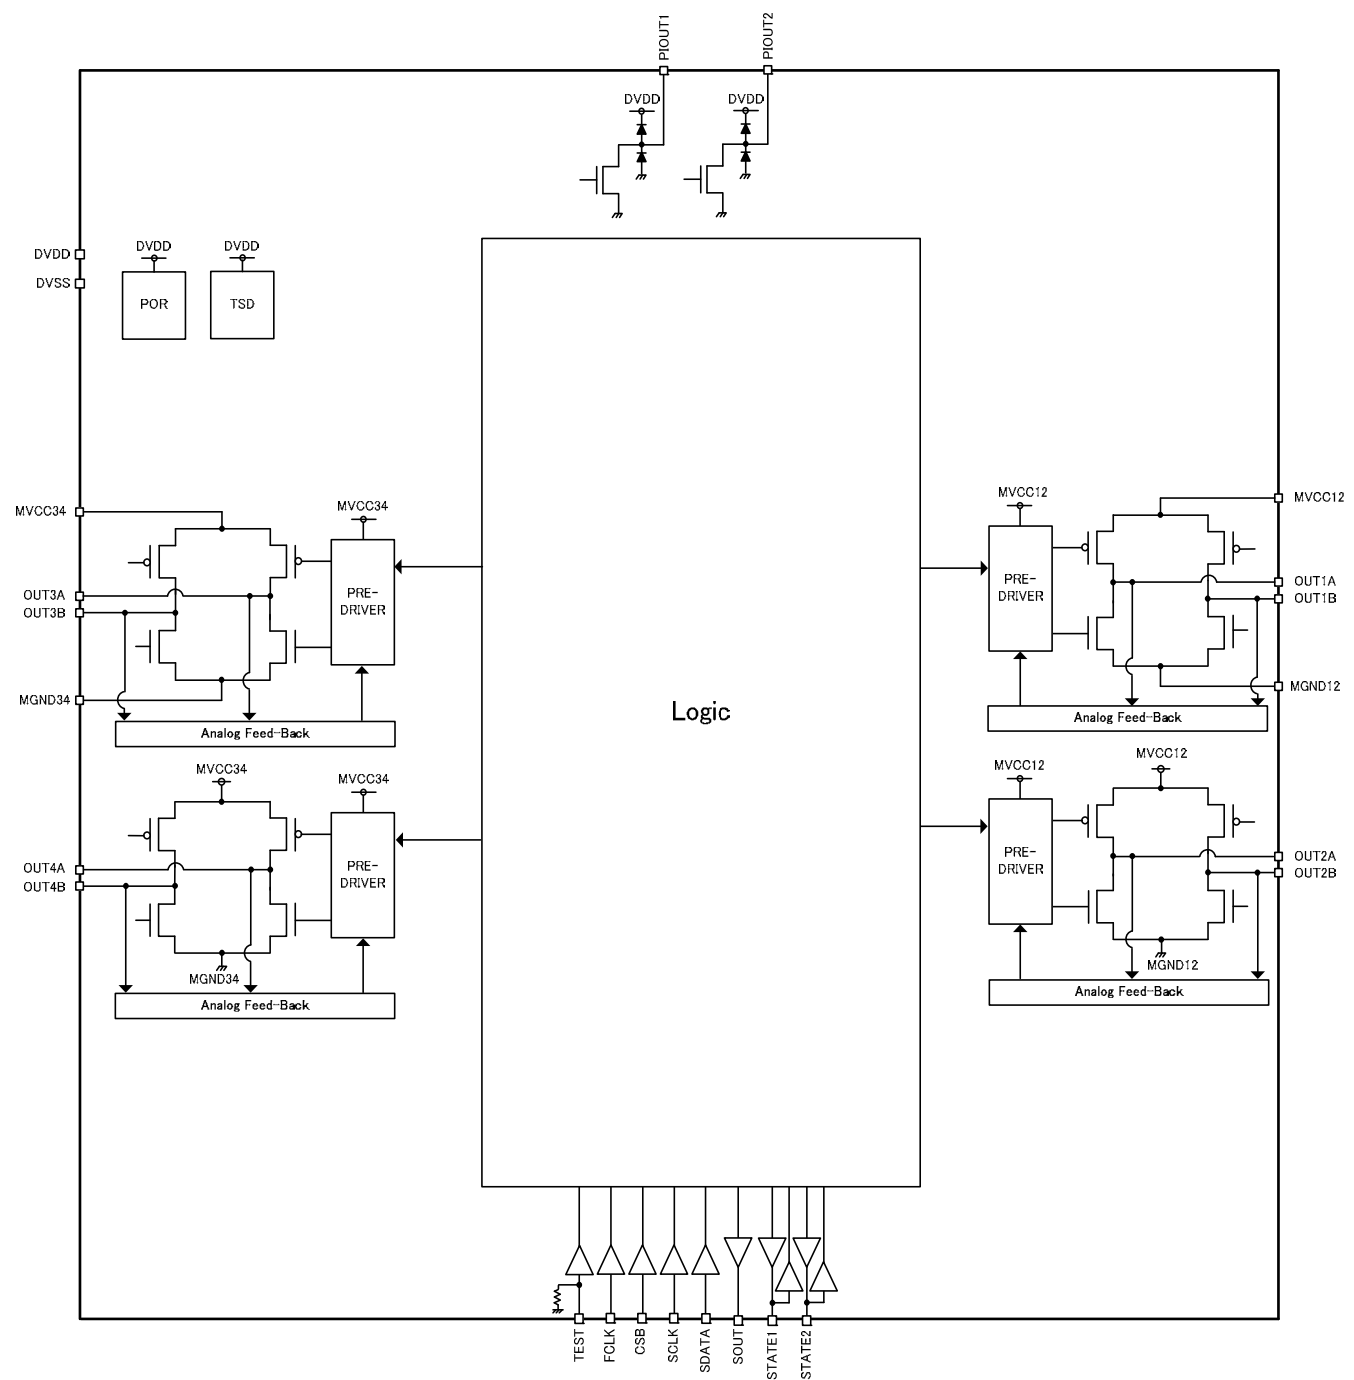 PIOUT1
PIOUT2
DVDD
DVDD
DVDD
DVSS
DVDD
DVDD
POR
TSD
MVCC34
MVCC34
PRE-
DRIVER
OUT3A
OUT3B
MGND34
Analog Feed-Back
MVCC34
MVCC34
PRE-
DRIVER
OUT4A
OUT4B
MGND34
Analog Feed-Back
Logic
MVCC12
MVCC12
PRE-
DRIVER
OUT1A
OUT1B
MGND12
Analog Feed-Back
MVCC12
MVCC12
PRE-
DRIVER
OUT2A
OUT2B
MGND12
Analog Feed-Back
TEST
FCLK
CSB
SCLK
SDATA
SOUT
STATE1
STATE2